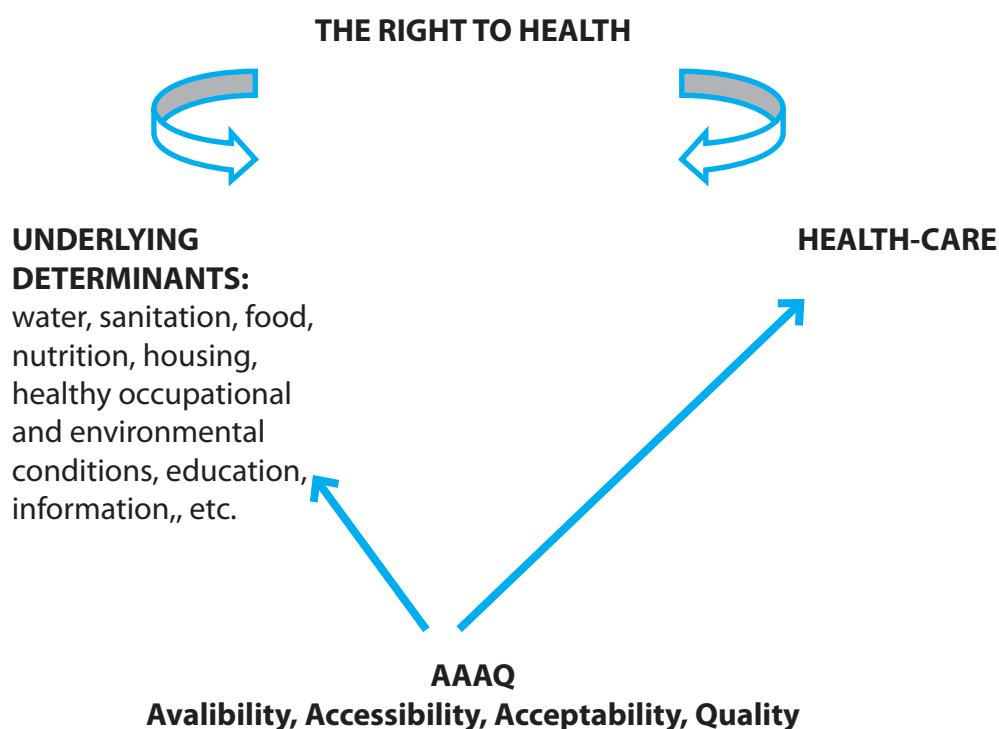 THE RIGHT TO HEALTH
UNDERLYING
DETERMINANTS:
water, sanitation, food,
nutrition, housing,
healthy occupational
and environmental
conditions, education,
information,, etc.
HEALTH-CARE
AAAQ
Avalibility, Accessibility, Acceptability, Quality